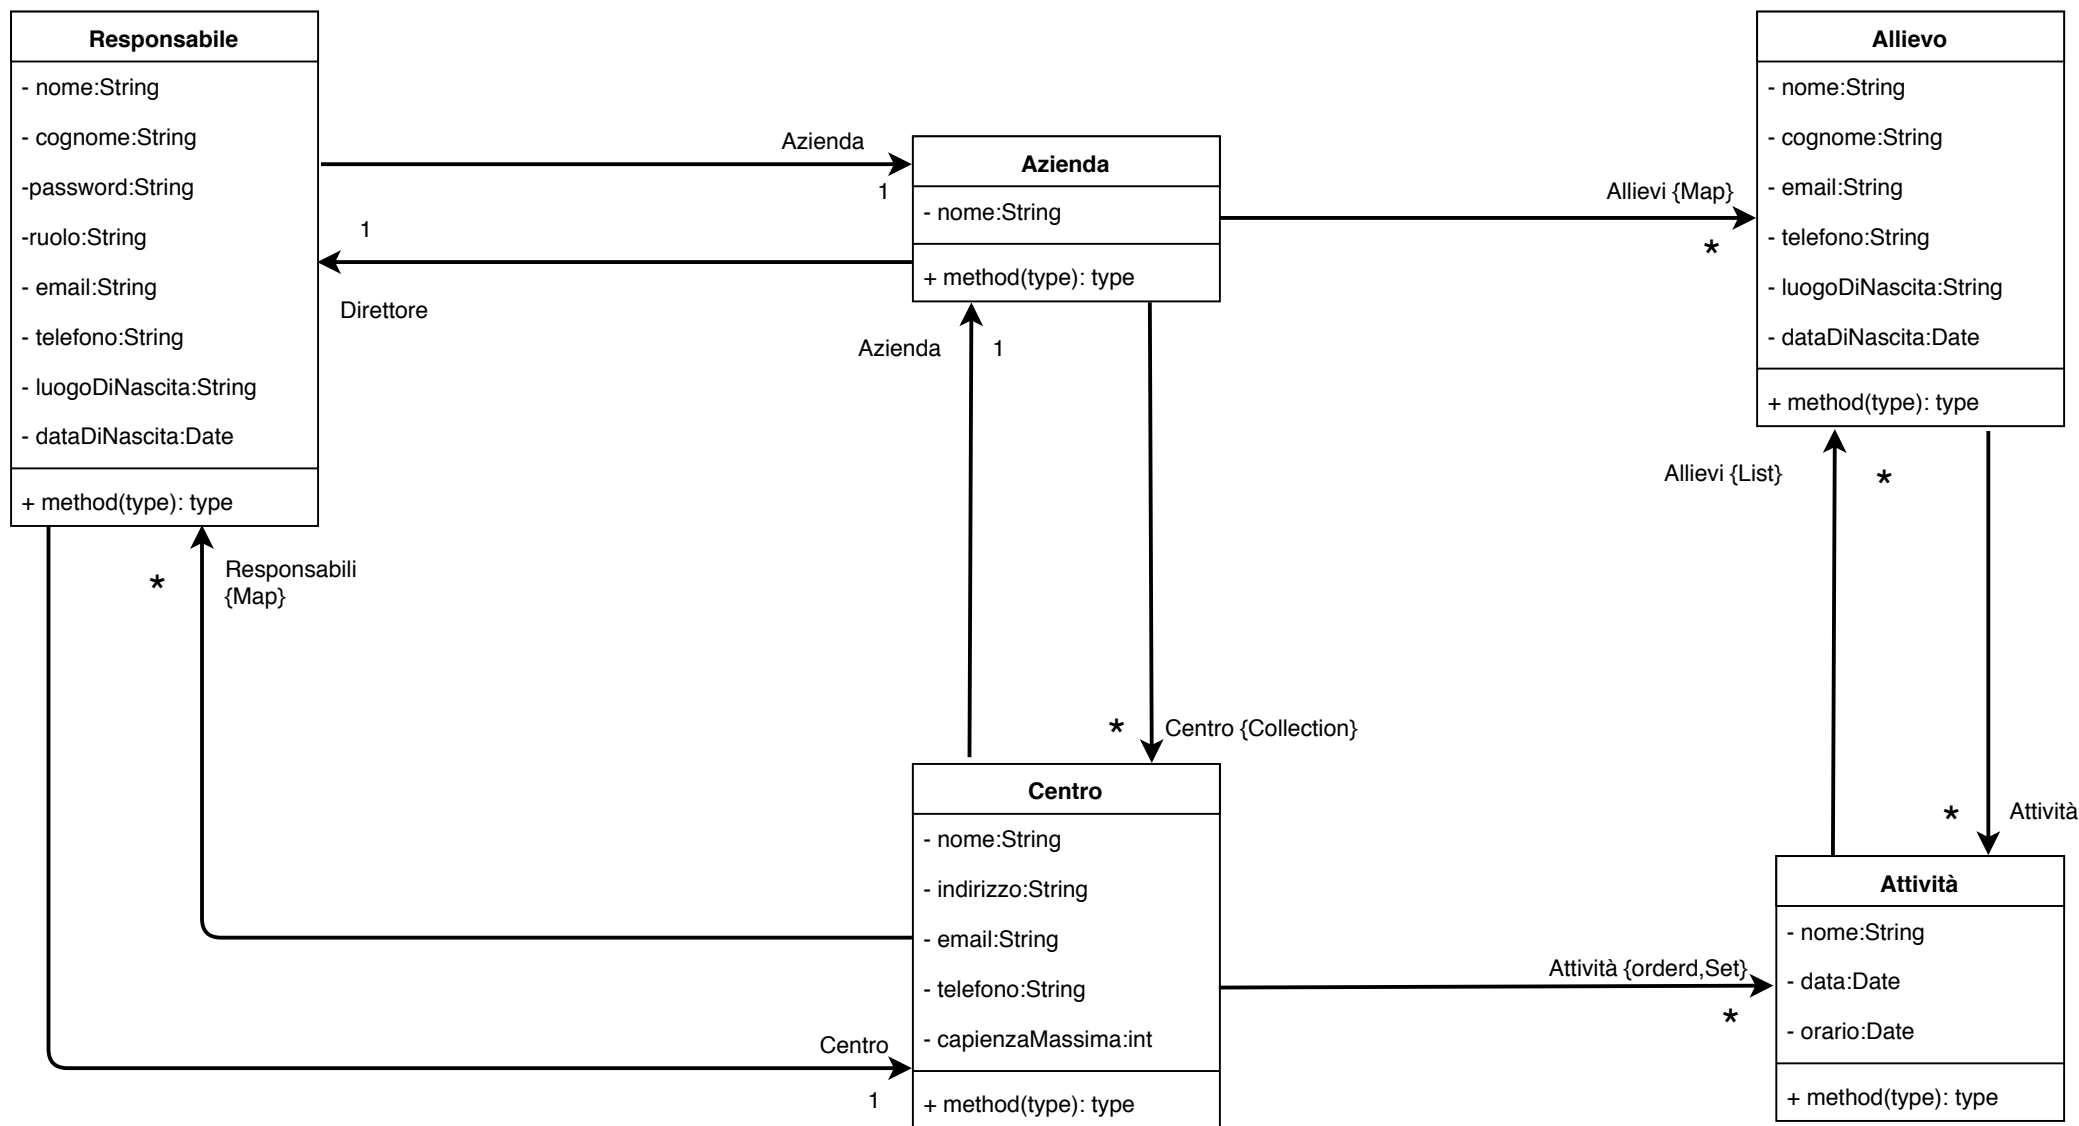 Responsabile
- nome:String
- cognome:String
-password:String
-ruolo:String
- email:String
- telefono:String
- luogoDiNascita:String
- dataDiNascita:Date
+ method(type): type
Azienda
1
1
Direttore
Azienda
- nome:String
+ method(type): type
Allievi {Map}
*
Allievo
- nome:String
- cognome:String
- email:String
- telefono:String
- luogoDiNascita:String
- dataDiNascita:Date
+ method(type): type
Azienda
1
Allievi {List}
*
*
Responsabili
{Map}
*
Centro {Collection}
*
Attività
Centro
- nome:String
- indirizzo:String
- email:String
- telefono:String
- capienzaMassima:int
+ method(type): type
Attività {orderd,Set}
*
Attività
- nome:String
- data:Date
- orario:Date
+ method(type): type
Centro
1